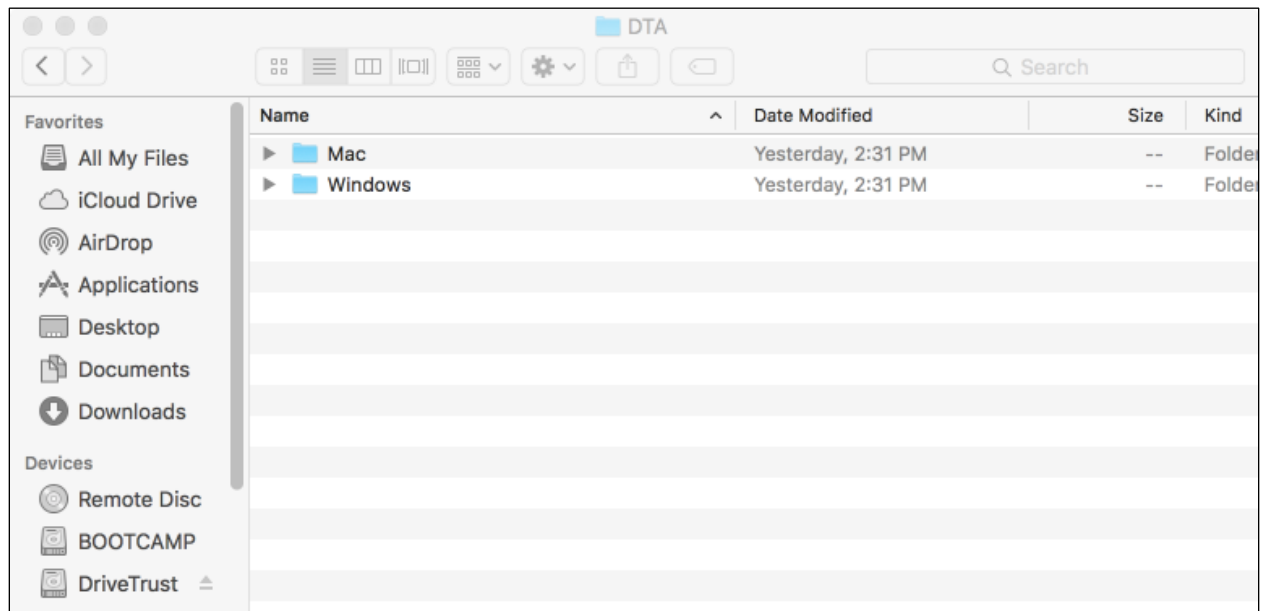 DTA
Search
Favorites
All My Files
iCloud Drive
AirDrop
Applications
Desktop
Documents
Downloads
Devices
Remote Disc
BOOTCAMP
DriveTrust
Name Date Modified Size Kind
Mac Yesterday, 2:31 PM -- Folder
Windows Yesterday, 2:31 PM -- Folder